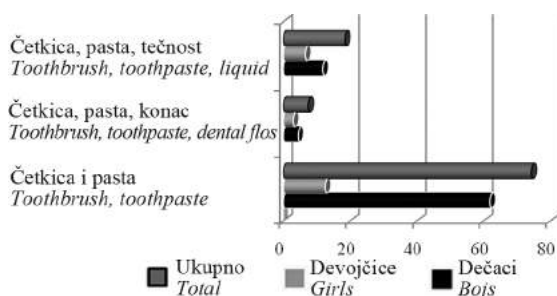 Četkica, pasta, tečnost
Toothbrush, toothpaste, liquid
Četkica, pasta, konac
Toothbrush, toothpaste, dental flos
Četkica i pasta
Toothbrush, toothpaste
0 20 40 60 80
Ukupno Devojčice Dečaci
Total Girls Bois